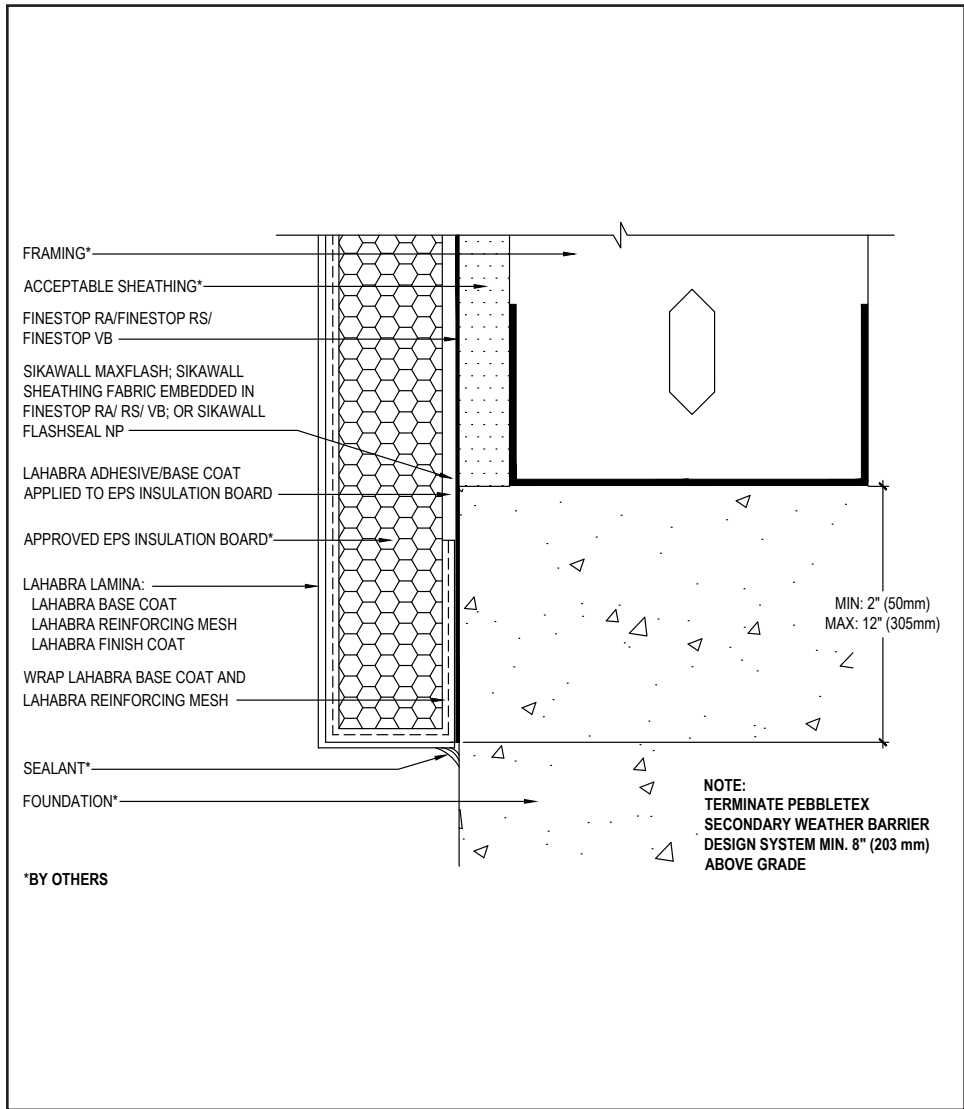 FRAMING*
ACCEPTABLE SHEATHING*
FINESTOP RA/FINESTOP RS/
FINESTOP VB
SIKAWALL MAXFLASH; SIKAWALL
SHEATHING FABRIC EMBEDDED IN
FINESTOP RA/ RS/ VB; OR SIKAWALL
FLASHSEAL NP
LAHABRA ADHESIVE/BASE COAT
APPLIED TO EPS INSULATION BOARD
APPROVED EPS INSULATION BOARD*
LAHABRA LAMINA:
LAHABRA BASE COAT
LAHABRA REINFORCING MESH
LAHABRA FINISH COAT
WRAP LAHABRA BASE COAT AND
LAHABRA REINFORCING MESH
SEALANT*
FOUNDATION*
*BY OTHERS
MIN: 2" (50mm)
MAX: 12" (305mm)
NOTE:
TERMINATE PEBBLETEX
SECONDARY WEATHER BARRIER
DESIGN SYSTEM MIN. 8" (203 mm)
ABOVE GRADE